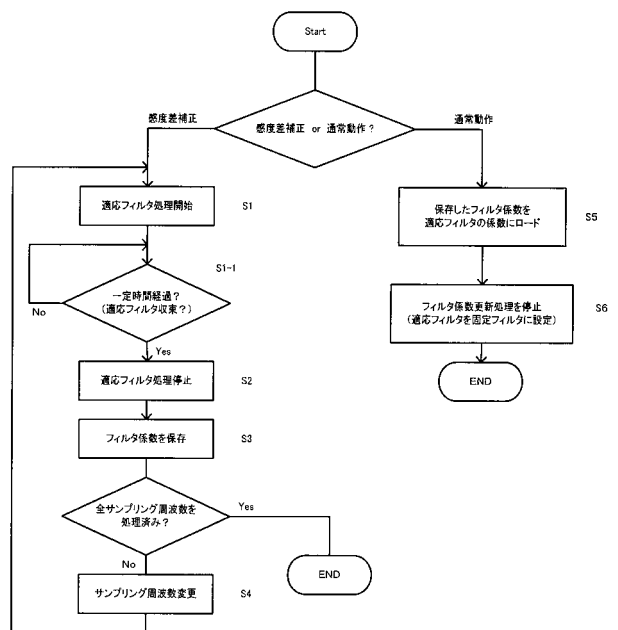 Start
感度差補正 or 通常動作？
感度差補正
通常動作
適応フィルタ処理開始
S1
S1-1
一定時間経過？
(適応フィルタ収束？)
No
Yes
適応フィルタ処理停止
S2
フィルタ係数を保存
S3
全サンプリング周波数を
処理済み？
Yes
No
END
サンプリング周波数変更
S4
保存したフィルタ係数を
適応フィルタの係数にロード
S5
フィルタ係数更新処理を停止
(適応フィルタを固定フィルタに設定)
S6
END